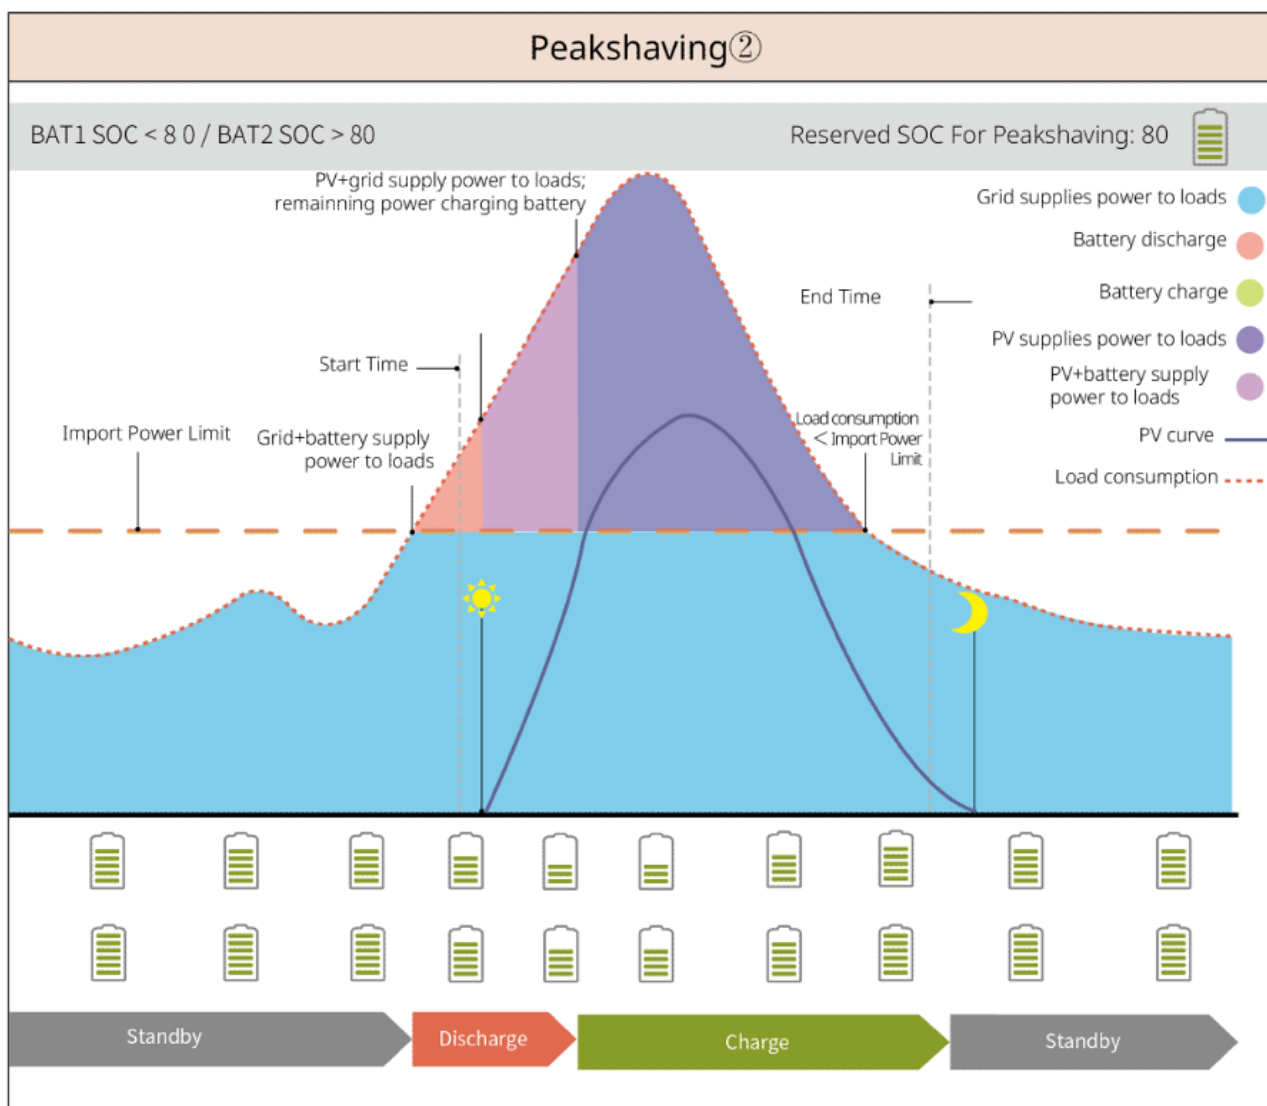 Peakshaving②
BAT1 SOC < 8 0 / BAT2 SOC > 80
Reserved SOC For Peakshaving: 80
PV+grid supply power to loads;
remainning power charging battery
Grid supplies power to loads
Battery discharge
Battery charge
PV supplies power to loads
PV+battery supply
power to loads
PV curve
Load consumption
End Time
Start Time
Import Power Limit
Grid+battery supply
power to loads
Load consumption
< Import Power
Limit
Standby
Discharge
Charge
Standby